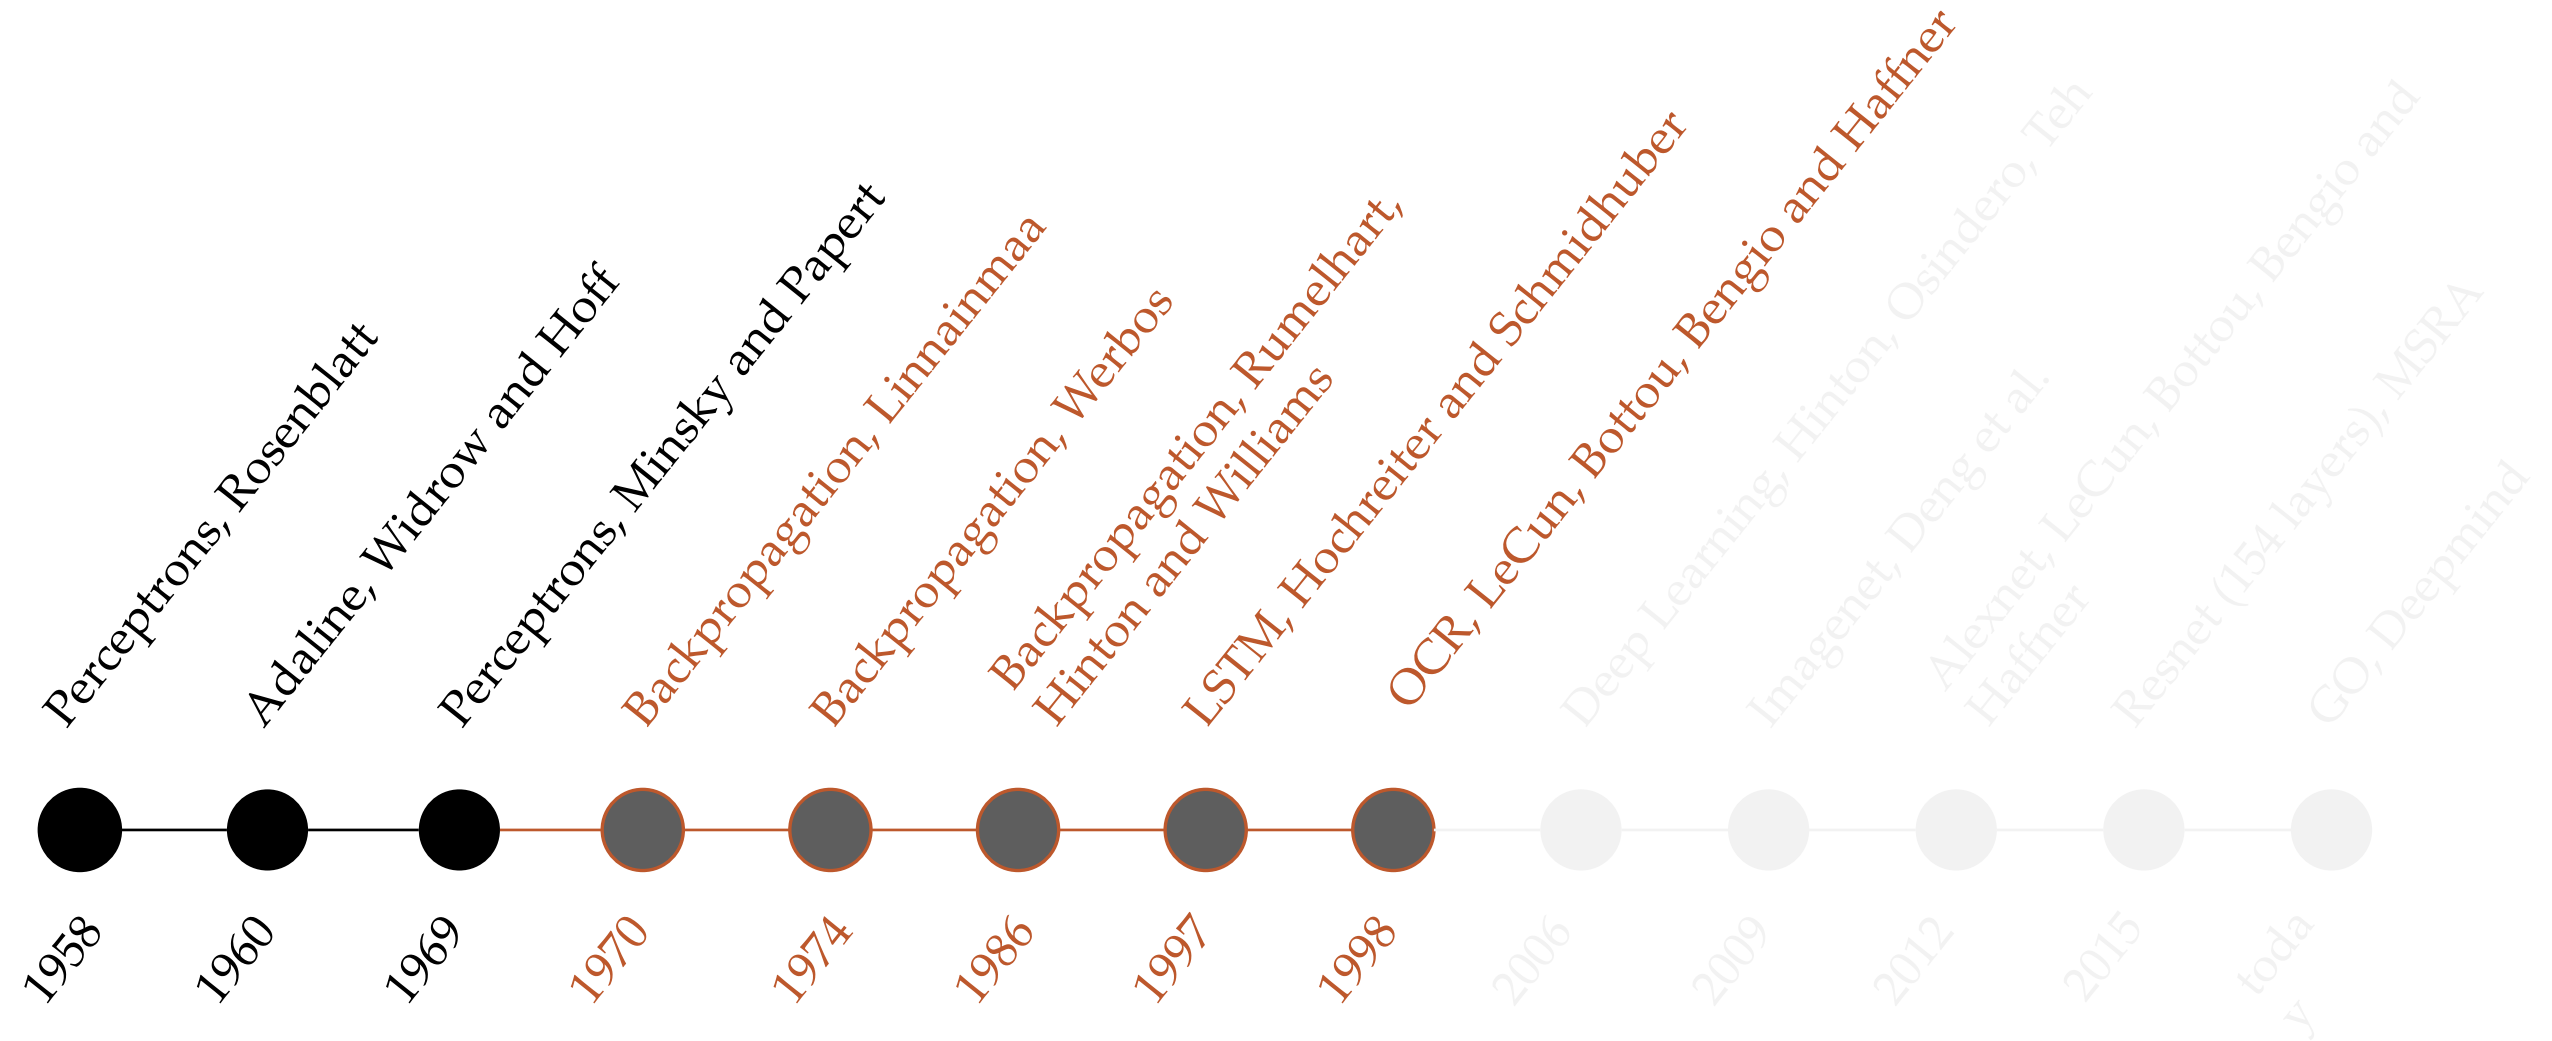 Perceptrons, Rosenblatt
Adaline, Widrow and Hoff
Perceptrons, Minsky and Papert
Backpropagation, Linnainmaa
Backpropagation, Werbos
Backpropagation, Rumelhart,
Hinton and Williams
LSTM, Hochreiter and Schmidhuber
OCR, LeCun, Bottou, Bengio and Haffner
Deep Learning, Hinton, Osindero, Teh
Imagenet, Deng et al.
Alexnet, LeCun, Bottou, Bengio and
Haffner
Resnet (154 layers), MSRA
GO, Deepmind
1958
1960
1969
1970
1974
1986
1997
1998
2006
2009
2012
2015
toda
y